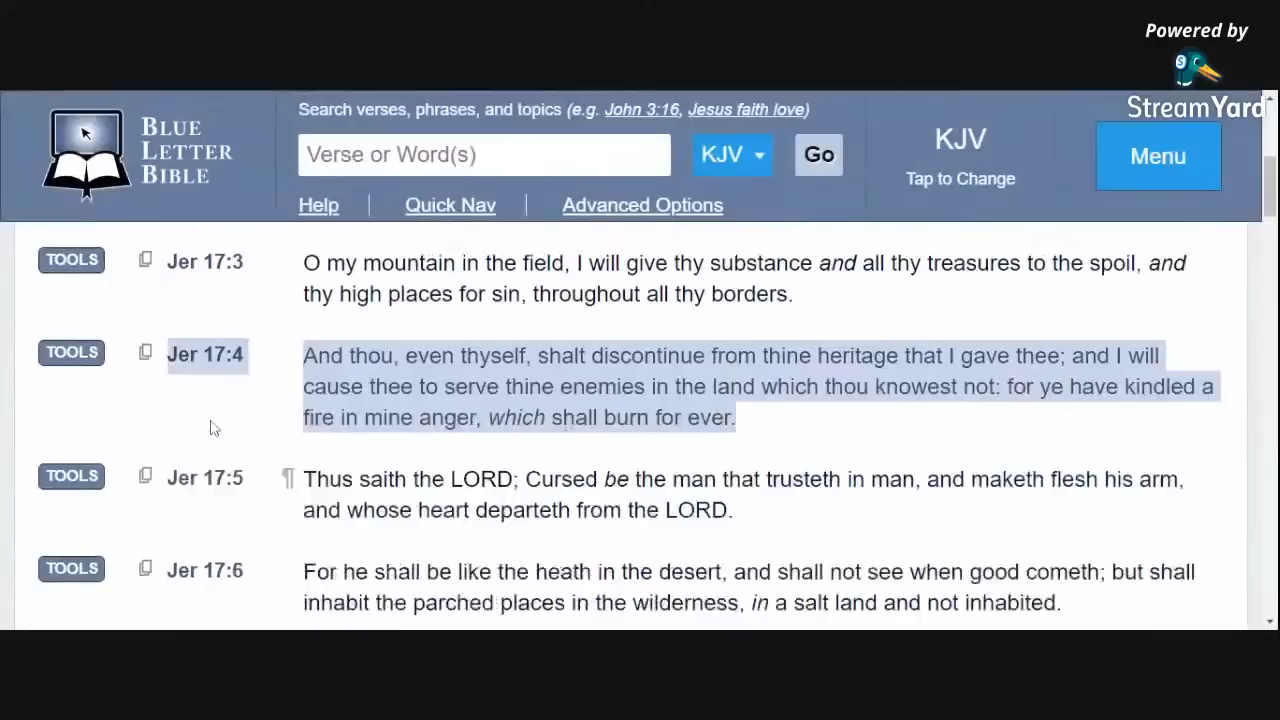 Powered by
StreamYard
BLUE
LETTER
BIBLE
Search verses, phrases, and topics (e.g. John 3:16, Jesus faith love)
Verse or Word(s)
KJV
Go
KJV
Tap to Change
Menu
Help
Quick Nav
Advanced Options
TOOLS Jer 17:3 O my mountain in the field, I will give thy substance and all thy treasures to the spoil, and
thy high places for sin, throughout all thy borders.
TOOLS Jer 17:4 And thou, even thyself, shalt discontinue from thine heritage that I gave thee; and I will
cause thee to serve thine enemies in the land which thou knowest not: for ye have kindled a
fire in mine anger, which shall burn for ever.
TOOLS Jer 17:5 ¶ Thus saith the LORD; Cursed be the man that trusteth in man, and maketh flesh his arm,
and whose heart departeth from the LORD.
TOOLS Jer 17:6 For he shall be like the heath in the desert, and shall not see when good cometh; but shall
inhabit the parched places in the wilderness, in a salt land and not inhabited.